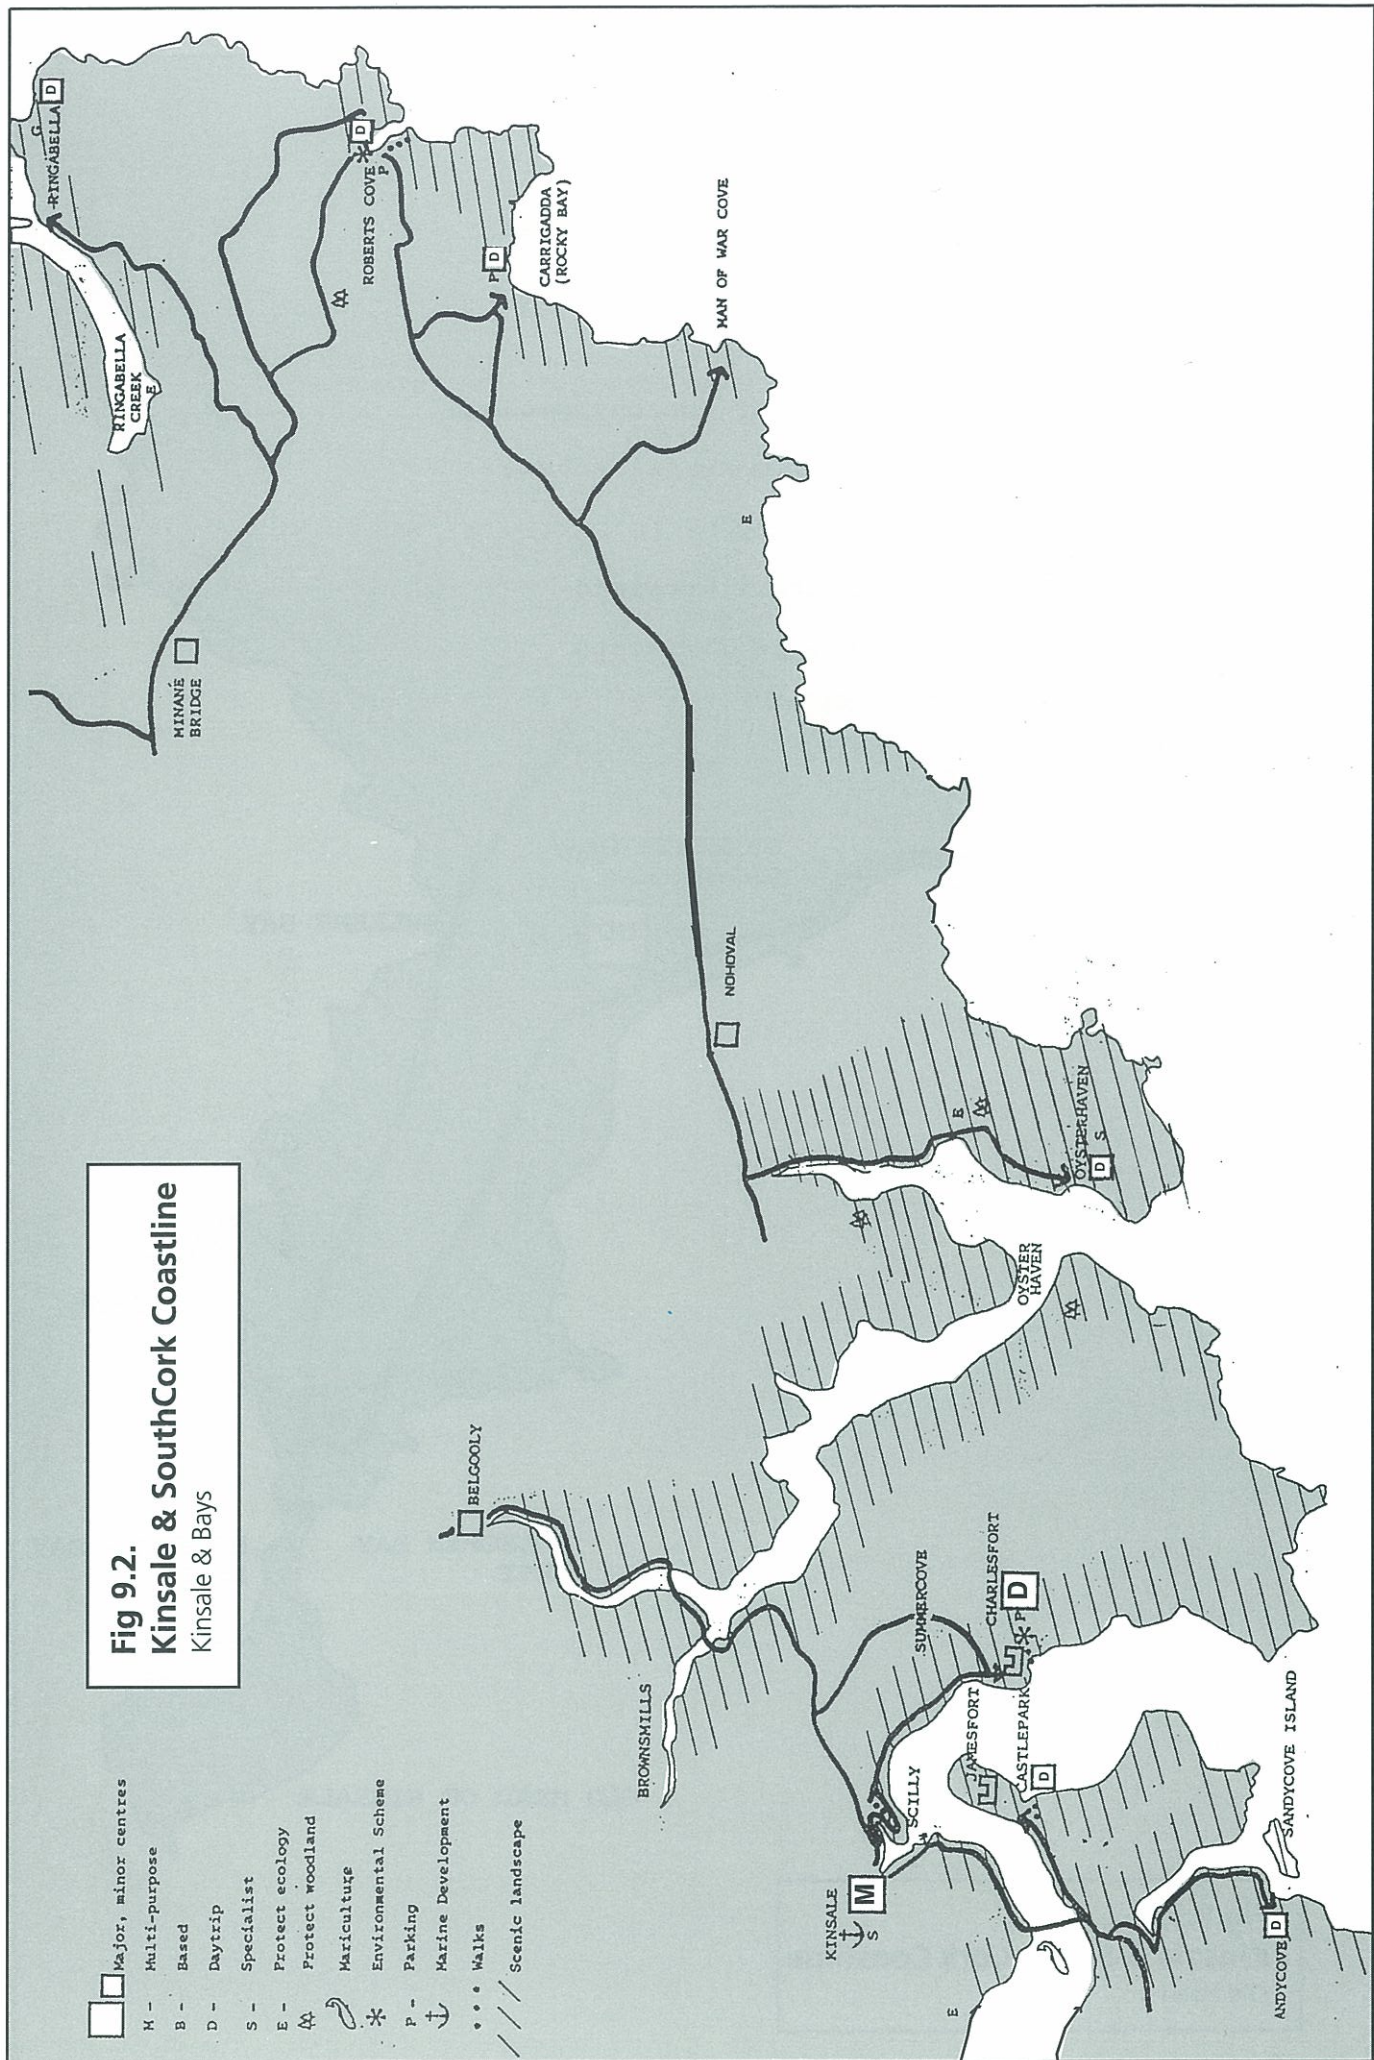 Fig 9.2.
Kinsale & SouthCork Coastline
Kinsale & Bays
Major, minor centres
M - Multi-purpose
B - Based
D - Daytrip
S - Specialist
E - Protect ecology
Protect woodland
Mariculture
Environmental Scheme
P - Parking
Marine Development
Walks
Scenic landscape
MINANE
BRIDGE
RINGABELLA
CREEK
E
RINGABELLA
G
D
ROBERTS COVE
P
D
CARRIGADDA
(ROCKY BAY)
P
D
MAN OF WAR COVE
E
NOHOVAL
E
OYSTERHAVEN
D
S
OYSTER
HAVEN
BELGOOLY
BROWNSMILLS
SUMMERCOVE
CHARLESFORT
P
D
JAMESFORT
CASTLEPARK
D
SCILLY
KINSALE
S
M
E
SANDYCOVE ISLAND
ANDYCOVE
D